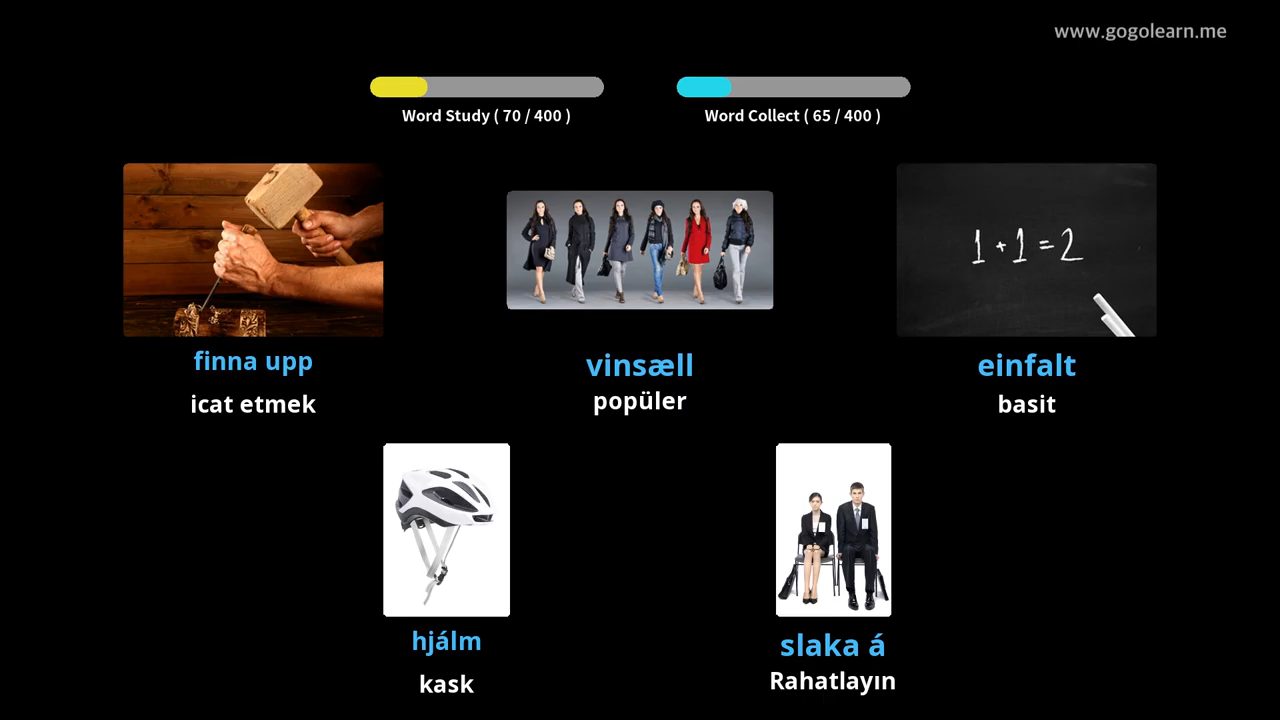 www.gogolearn.me
Word Study ( 70 / 400 )
Word Collect ( 65 / 400 )
1 + 1 = 2
finna upp
icat etmek
vinsæll
popüler
einfalt
basit
hjálm
kask
slaka á
Rahatlayın